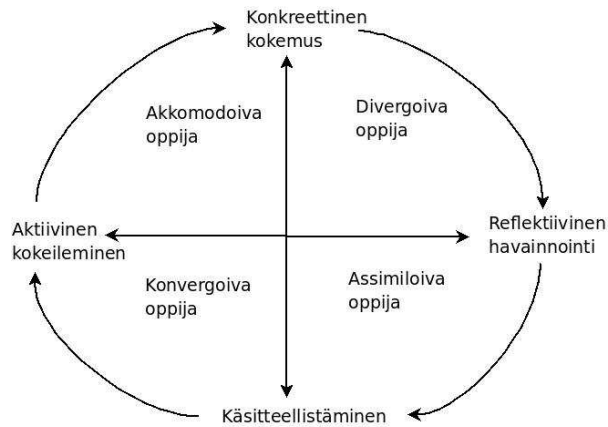 Konkreettinen
kokemus
Akkomodoiva
oppija
Divergoiva
oppija
Aktiivinen
kokeileminen
Reflektiivinen
havainnointi
Konvergoiva
oppija
Assimiloiva
oppija
Käsitteellistäminen